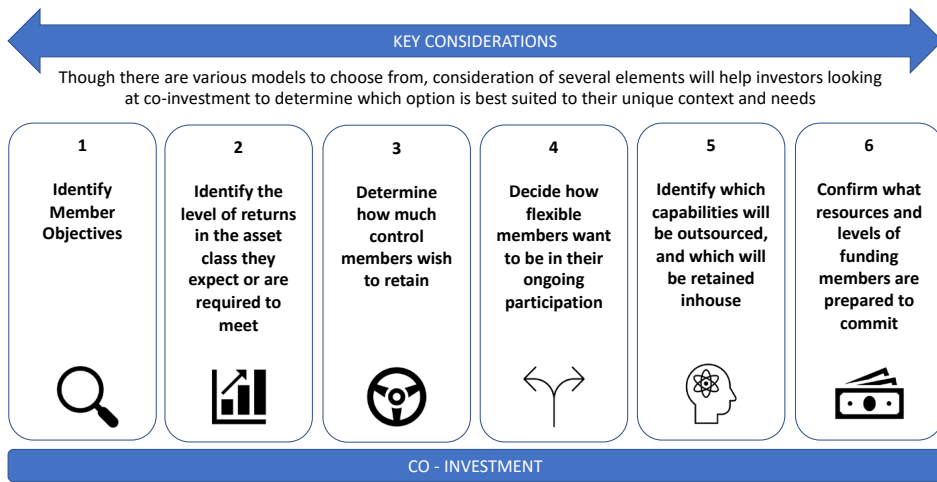 KEY CONSIDERATIONS
Though there are various models to choose from, consideration of several elements will help investors looking
at co-investment to determine which option is best suited to their unique context and needs
1
Identify
Member
Objectives
2
Identify the
level of returns
in the asset
class they
expect or are
required to
meet
3
Determine
how much
control
members wish
to retain
4
Decide how
flexible
members want
to be in their
ongoing
participation
5
Identify which
capabilities will
be outsourced,
and which will
be retained
inhouse
6
Confirm what
resources and
levels of
funding
members are
prepared to
commit
CO - INVESTMENT